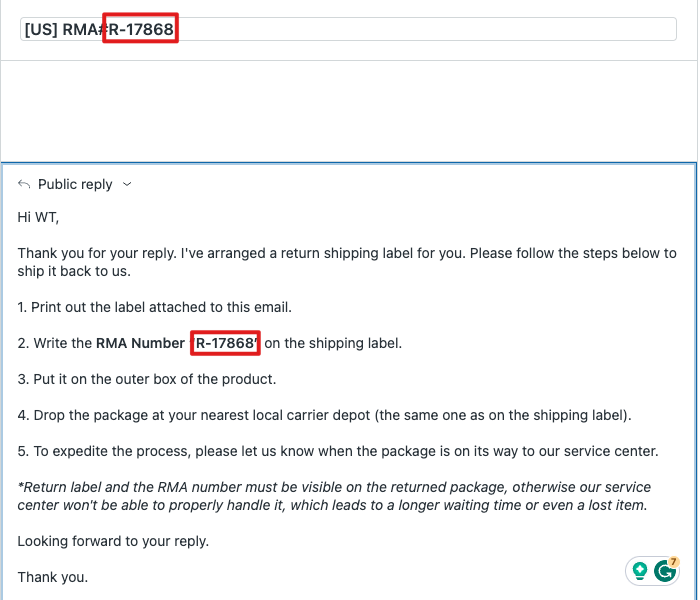 [US] RMA#R-17868
Public reply
Hi WT,
Thank you for your reply. I've arranged a return shipping label for you. Please follow the steps below to
ship it back to us.
1. Print out the label attached to this email.
2. Write the RMA Number "R-17868" on the shipping label.
3. Put it on the outer box of the product.
4. Drop the package at your nearest local carrier depot (the same one as on the shipping label).
5. To expedite the process, please let us know when the package is on its way to our service center.
*Return label and the RMA number must be visible on the returned package, otherwise our service
center won't be able to properly handle it, which leads to a longer waiting time or even a lost item.
Looking forward to your reply.
Thank you.
7